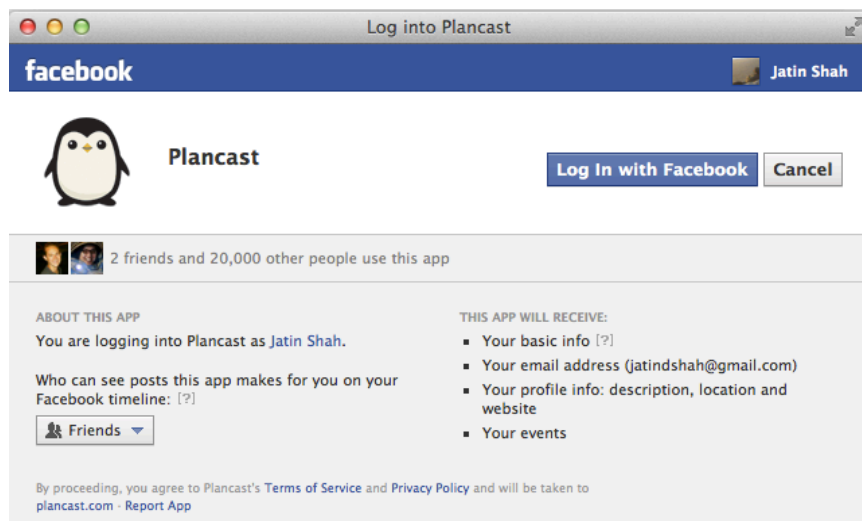 Log into Plancast
facebook
Jatin Shah
Plancast
Log In with Facebook
Cancel
2 friends and 20,000 other people use this app
ABOUT THIS APP
You are logging into Plancast as Jatin Shah.
Who can see posts this app makes for you on your
Facebook timeline: [?]
Friends
THIS APP WILL RECEIVE:
Your basic info [?]
Your email address (jatindshah@gmail.com)
Your profile info: description, location and
website
Your events
By proceeding, you agree to Plancast's Terms of Service and Privacy Policy and will be taken to
plancast.com · Report App